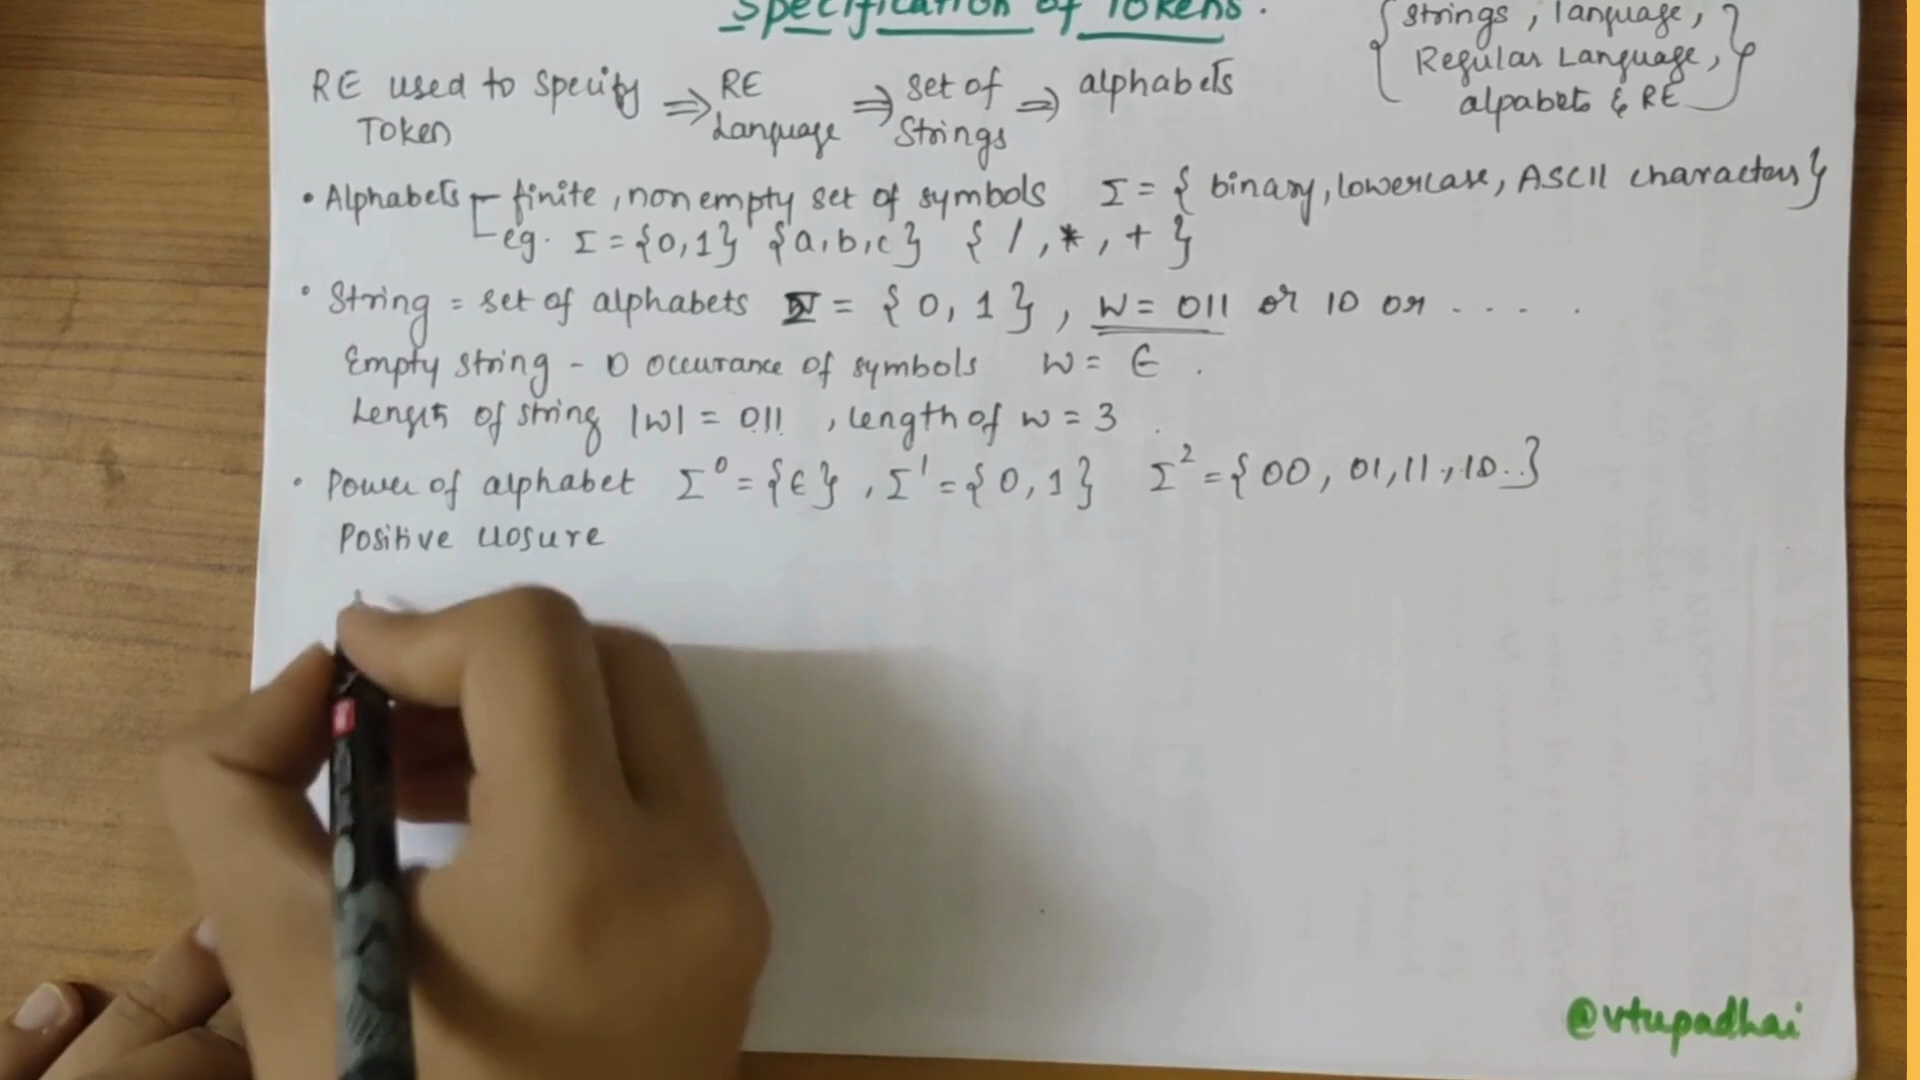 Specification of Tokens.
{ strings, language,
Regular Language,
alpabets & RE }
RE used to specify Token ⇒ RE Language ⇒ set of Strings ⇒ alphabets
• Alphabets finite, nonempty set of symbols Σ = { binary, lowercase, ASCII characters }
eg. Σ = {0,1} {a,b,c} { /, *, + }
• String = set of alphabets Σ = { 0, 1 }, W = 011 or 10 or . . . .
Empty string - 0 occurance of symbols w = ϵ .
Length of string |w| = 011 , length of w = 3 .
• Power of alphabet Σ⁰ = {ϵ} , Σ¹ = { 0, 1 } Σ² = { 00, 01, 11, 10.. }
Positive closure
@vtupadhai